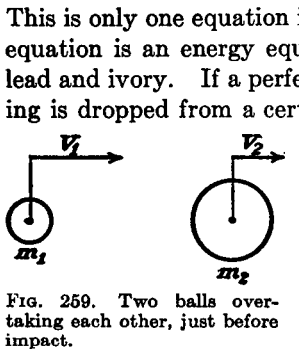 This is only one equation i
equation is an energy equ
lead and ivory. If a perfe
ing is dropped from a cer
V1 V2
m1 m2
FIG. 259. Two balls over-
taking each other, just before
impact.